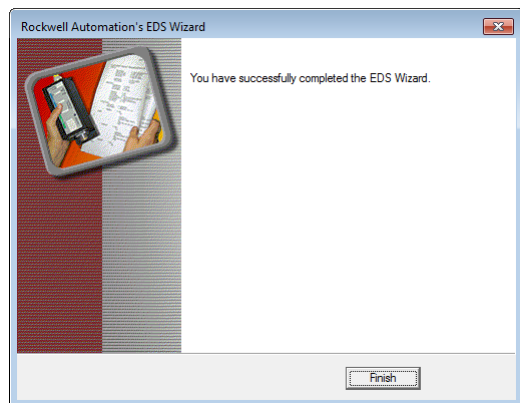 Rockwell Automation's EDS Wizard
You have successfully completed the EDS Wizard.
Finish